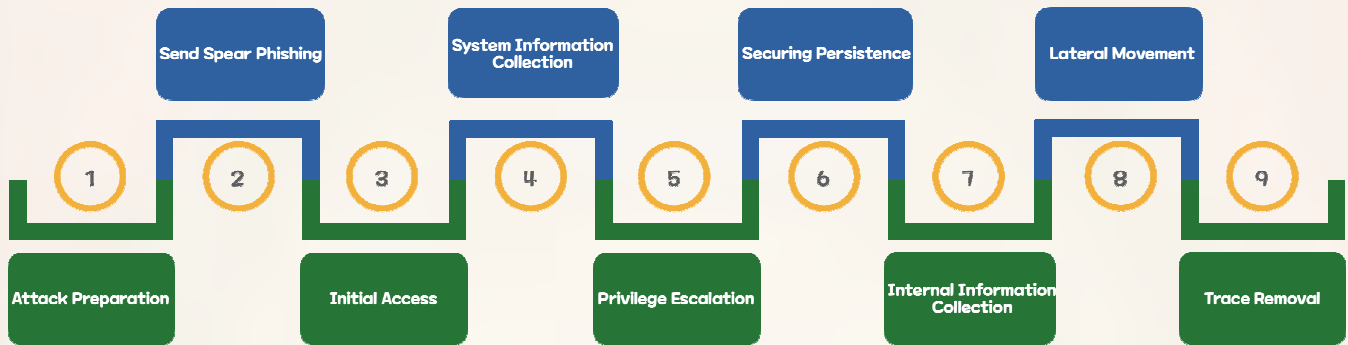 Send Spear Phishing
System Information
Collection
Securing Persistence
Lateral Movement
1
2
3
4
5
6
7
8
9
Attack Preparation
Initial Access
Privilege Escalation
Internal Information
Collection
Trace Removal